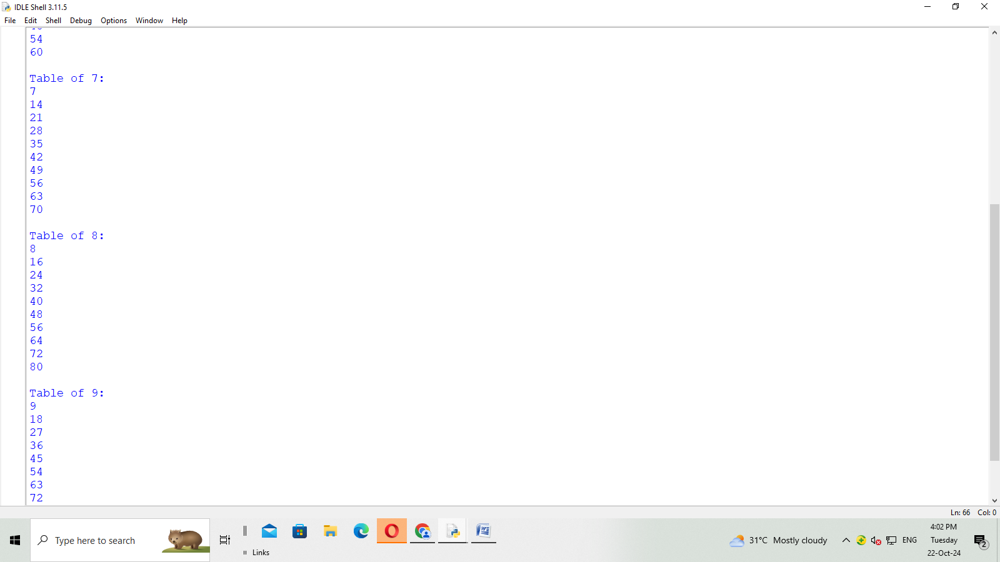 IDLE Shell 3.11.5
File Edit Shell Debug Options Window Help
54
60
Table of 7:
7
14
21
28
35
42
49
56
63
70
Table of 8:
8
16
24
32
40
48
56
64
72
80
Table of 9:
9
18
27
36
45
54
63
72
Ln: 66 Col: 0
Type here to search
Links
31°C Mostly cloudy
ENG
4:02 PM
Tuesday
22-Oct-24
2